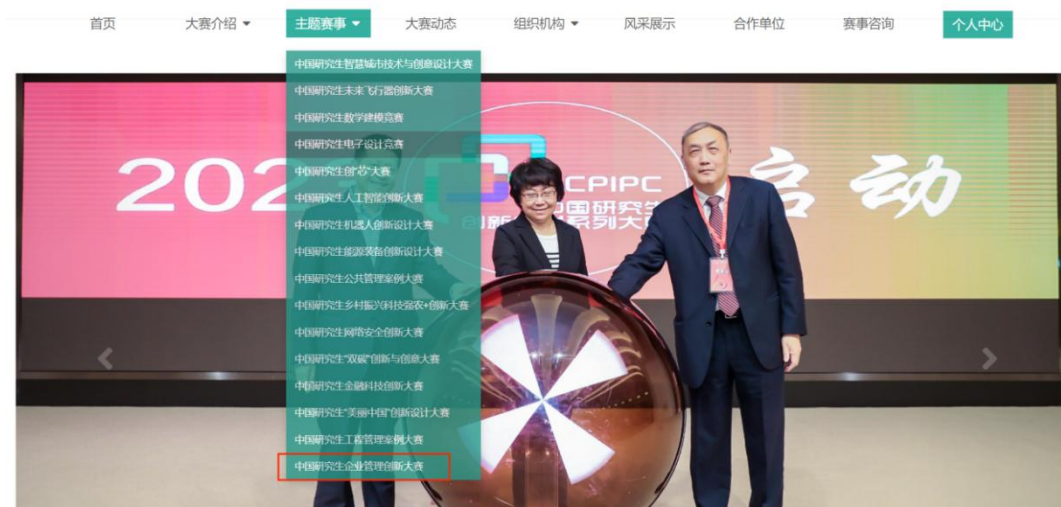 首页 大赛介绍 主题赛事 大赛动态 组织机构 风采展示 合作单位 赛事咨询 个人中心
中国研究生智慧城市技术与创意设计大赛
中国研究生未来飞行器创新大赛
中国研究生数学建模竞赛
中国研究生电子设计竞赛
中国研究生创"芯"大赛
中国研究生人工智能创新大赛
中国研究生机器人创新设计大赛
中国研究生能源装备创新设计大赛
中国研究生公共管理案例大赛
中国研究生乡村振兴科技强农+创新大赛
中国研究生网络安全创新大赛
中国研究生"双碳"创新与创意大赛
中国研究生金融科技创新大赛
中国研究生"美丽中国"创新设计大赛
中国研究生工程管理案例大赛
中国研究生企业管理创新大赛
202 启动
CPIPC
中国研究生
创新 系列大